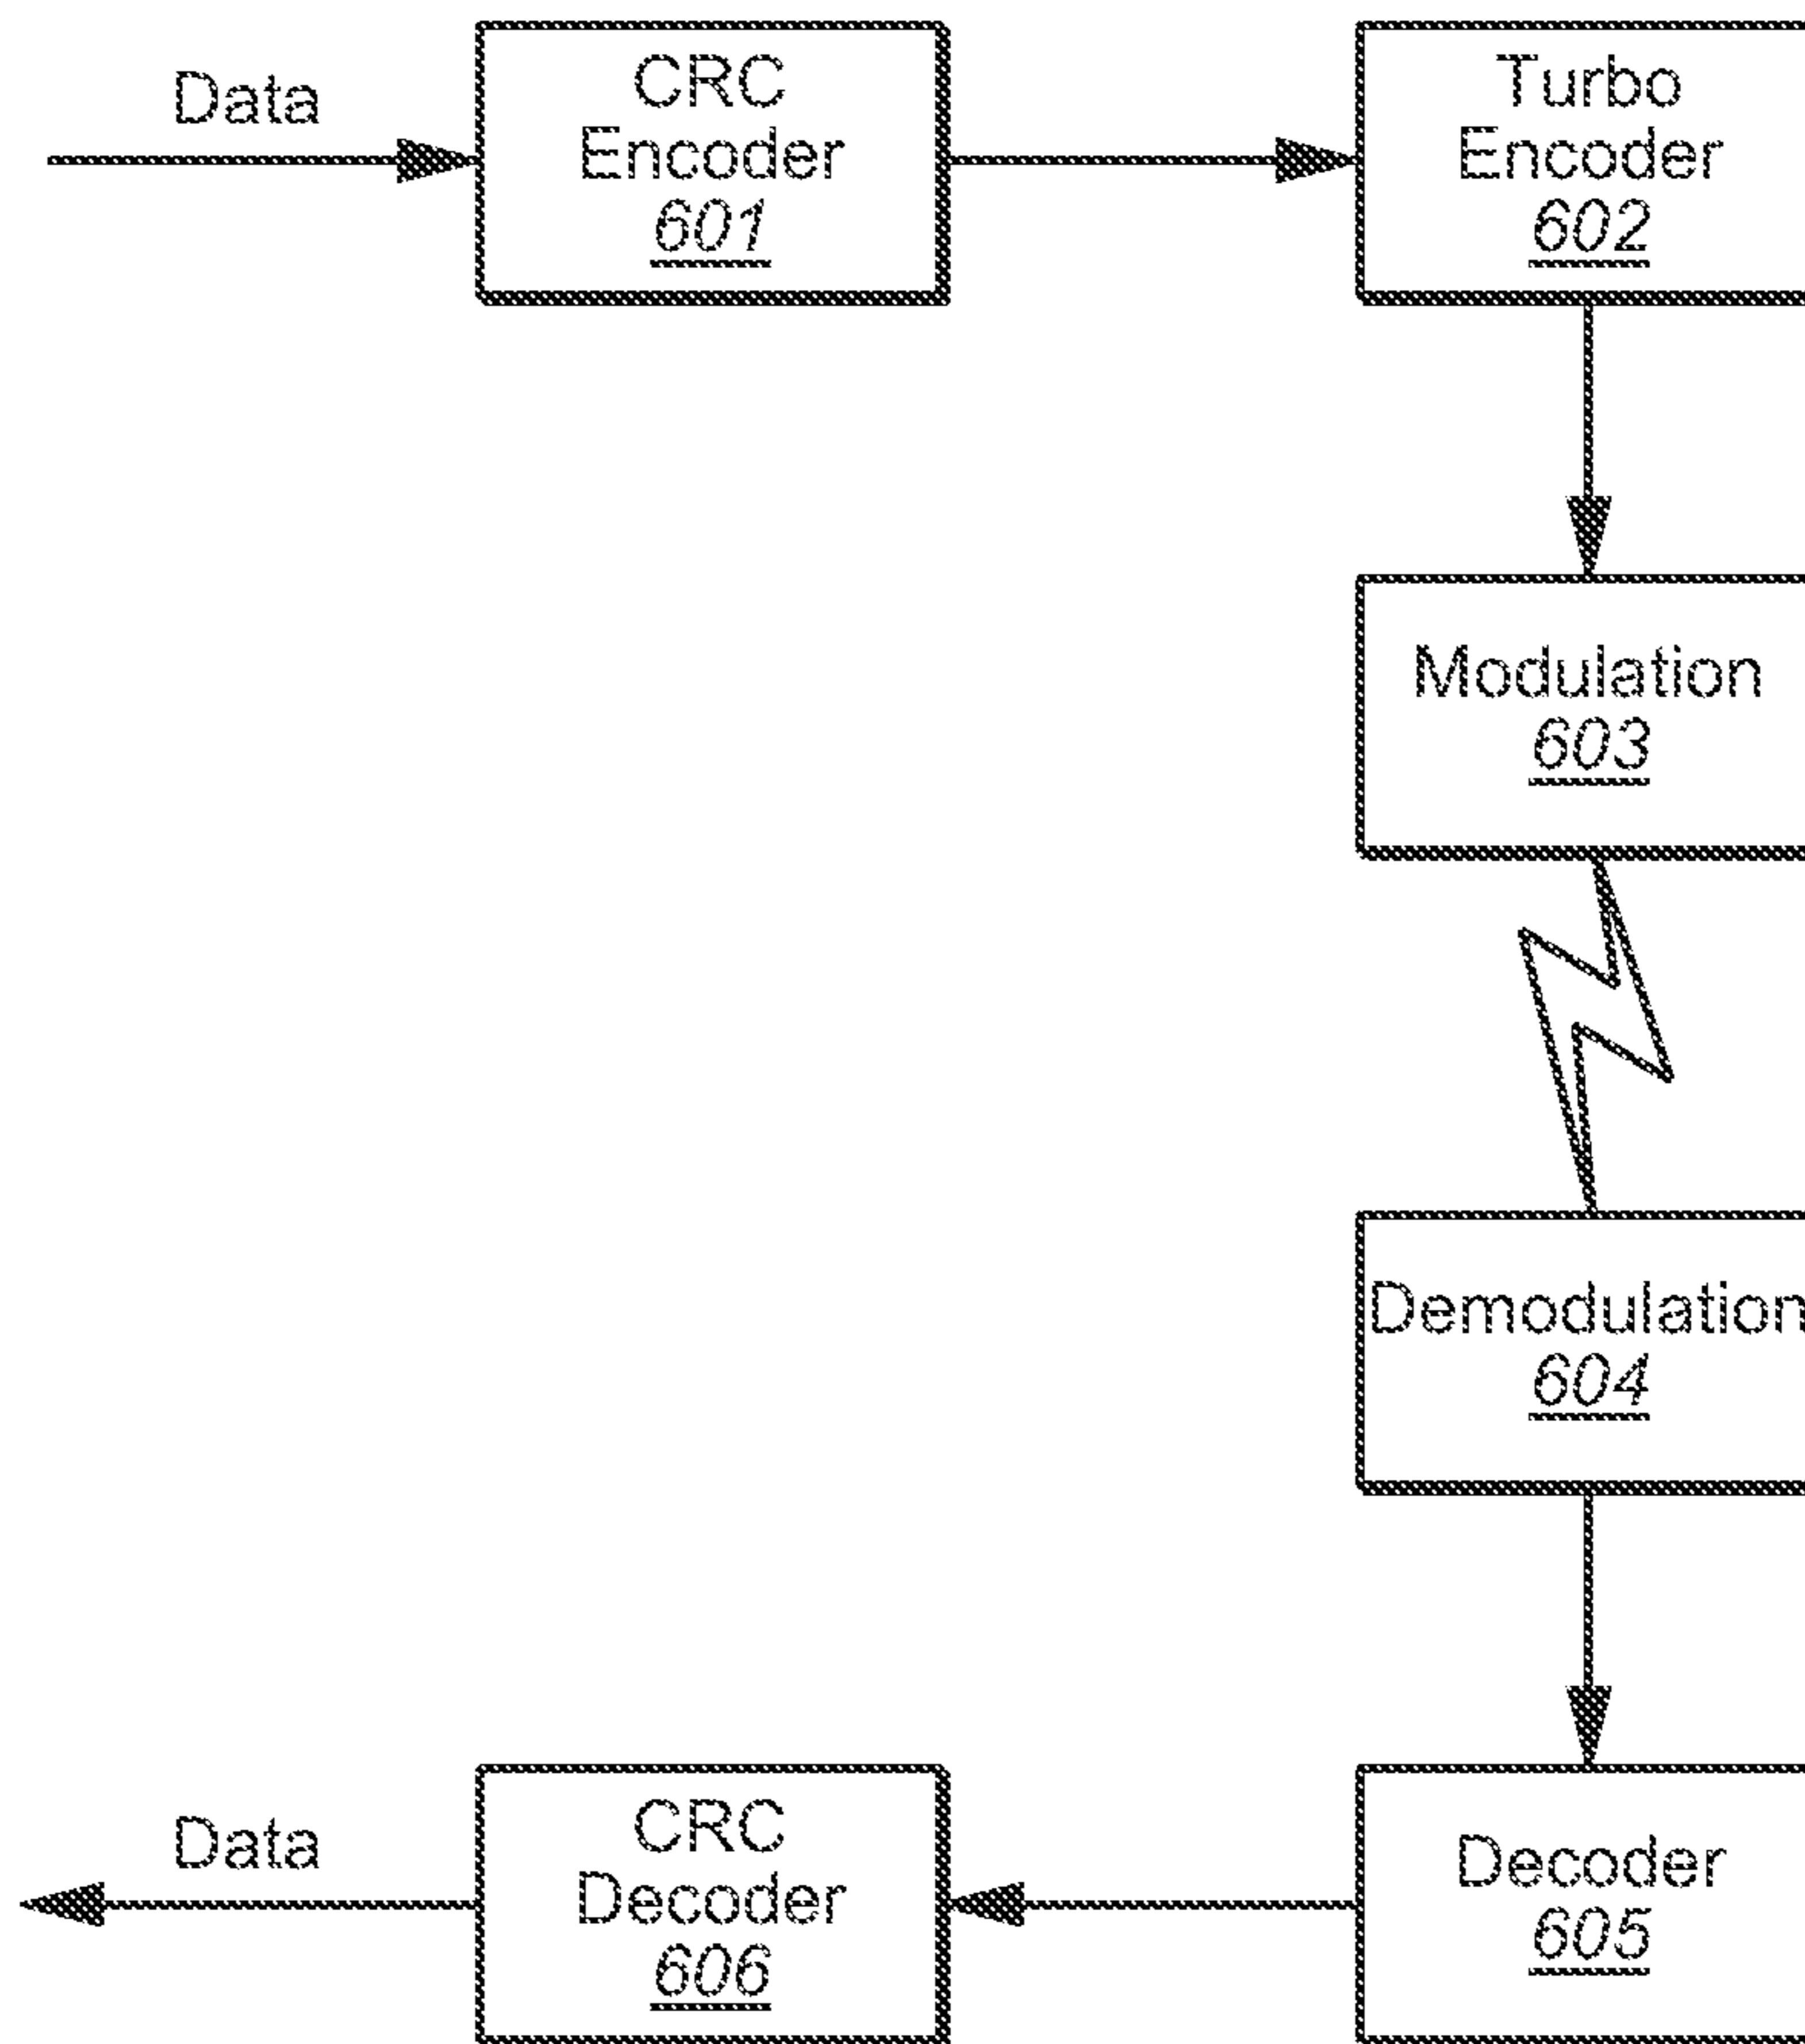 Data
CRC
Encoder
601
Turbo
Encoder
602
Modulation
603
Demodulation
604
Data
CRC
Decoder
606
Decoder
605